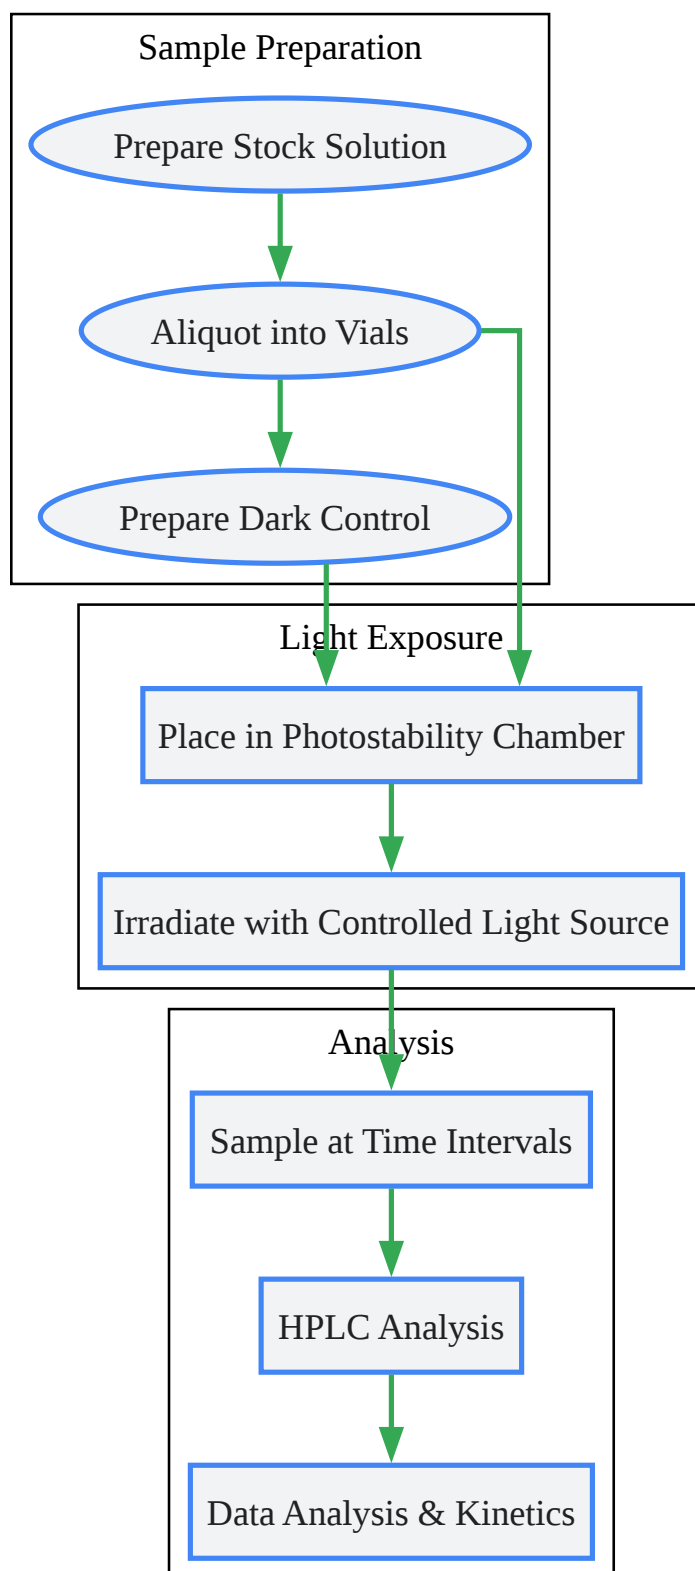 Sample Preparation
Prepare Stock Solution
Aliquot into Vials
Prepare Dark Control
Light Exposure
Place in Photostability Chamber
Irradiate with Controlled Light Source
Analysis
Sample at Time Intervals
HPLC Analysis
Data Analysis & Kinetics